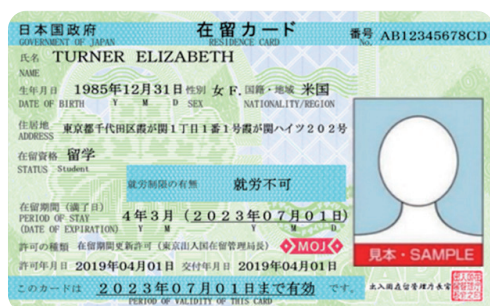 日本国政府 在留カード 番号 AB12345678CD
GOVERNMENT OF JAPAN RESIDENCE CARD No.
氏名 TURNER ELIZABETH
NAME
生年月日 1985年12月31日 性別 女 F. 国籍・地域 米国
DATE OF BIRTH Y M D SEX NATIONALITY/REGION
住居地 東京都千代田区霞が関1丁目1番1号霞が関ハイツ202号
ADDRESS
在留資格 留学
STATUS Student
就労制限の有無 就労不可
在留期間（満了日） 4年3月（2023年07月01日）
PERIOD OF STAY
(DATE OF EXPIRATION) Y M Y M D
許可の種類 在留期間更新許可（東京出入国在留管理局長） MOJ
見本・SAMPLE
許可年月日 2019年04月01日 交付年月日 2019年04月01日
このカードは 2023年07月01日まで有効 です。
PERIOD OF VALIDITY OF THIS CARD
出入国在留管理庁長官